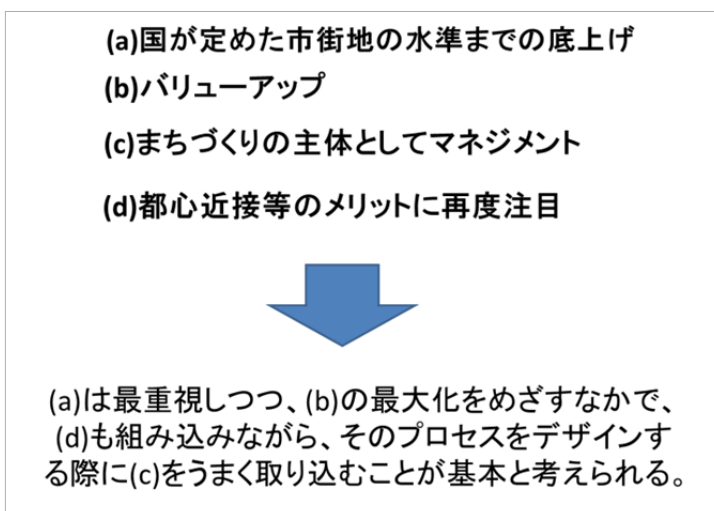 (a)国が定めた市街地の水準までの底上げ
(b)バリューアップ
(c)まちづくりの主体としてマネジメント
(d)都心近接等のメリットに再度注目
(a)は最重視しつつ、(b)の最大化をめざすなかで、
(d)も組み込みながら、そのプロセスをデザインす
る際に(c)をうまく取り込むことが基本と考えられる。